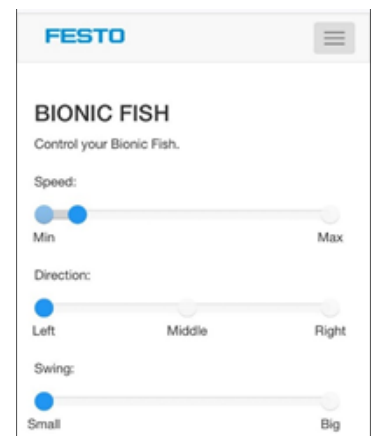 FESTO
BIONIC FISH
Control your Bionic Fish.
Speed:
Min Max
Direction:
Left Middle Right
Swing:
Small Big